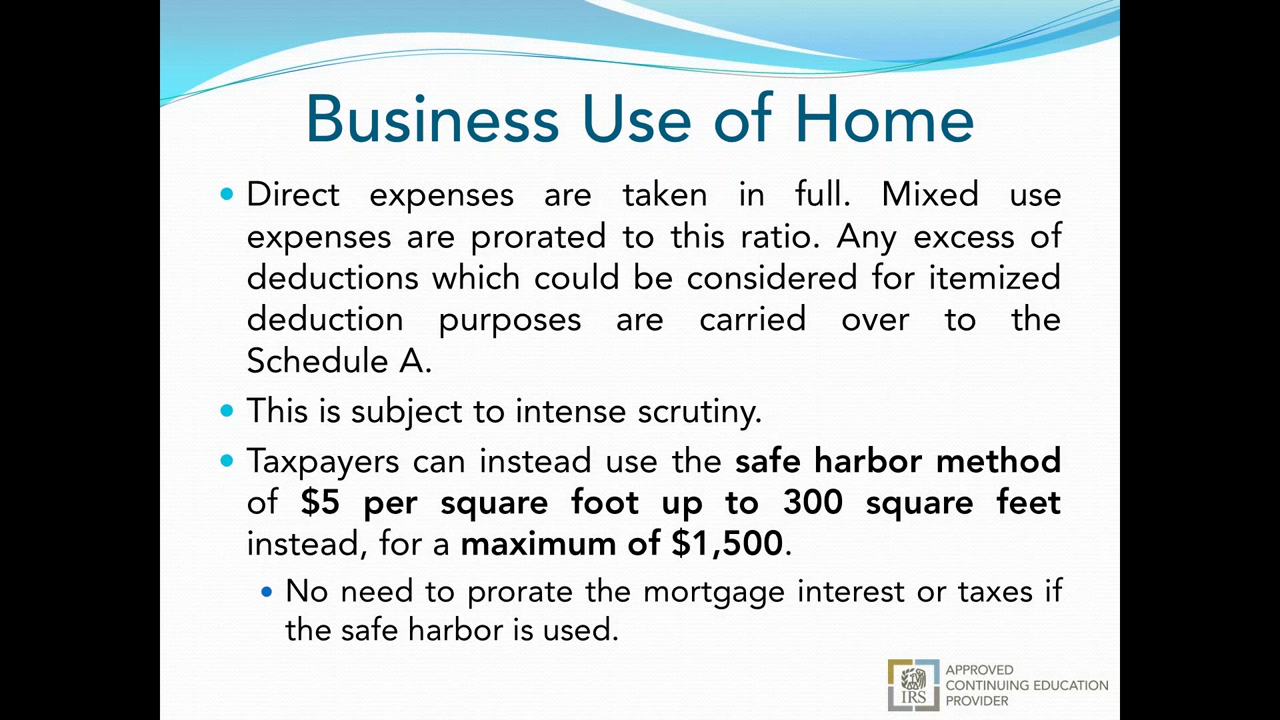 Business Use of Home
• Direct expenses are taken in full. Mixed use
expenses are prorated to this ratio. Any excess of
deductions which could be considered for itemized
deduction purposes are carried over to the
Schedule A.
• This is subject to intense scrutiny.
• Taxpayers can instead use the safe harbor method
of $5 per square foot up to 300 square feet
instead, for a maximum of $1,500.
• No need to prorate the mortgage interest or taxes if
the safe harbor is used.
IRS
APPROVED
CONTINUING EDUCATION
PROVIDER